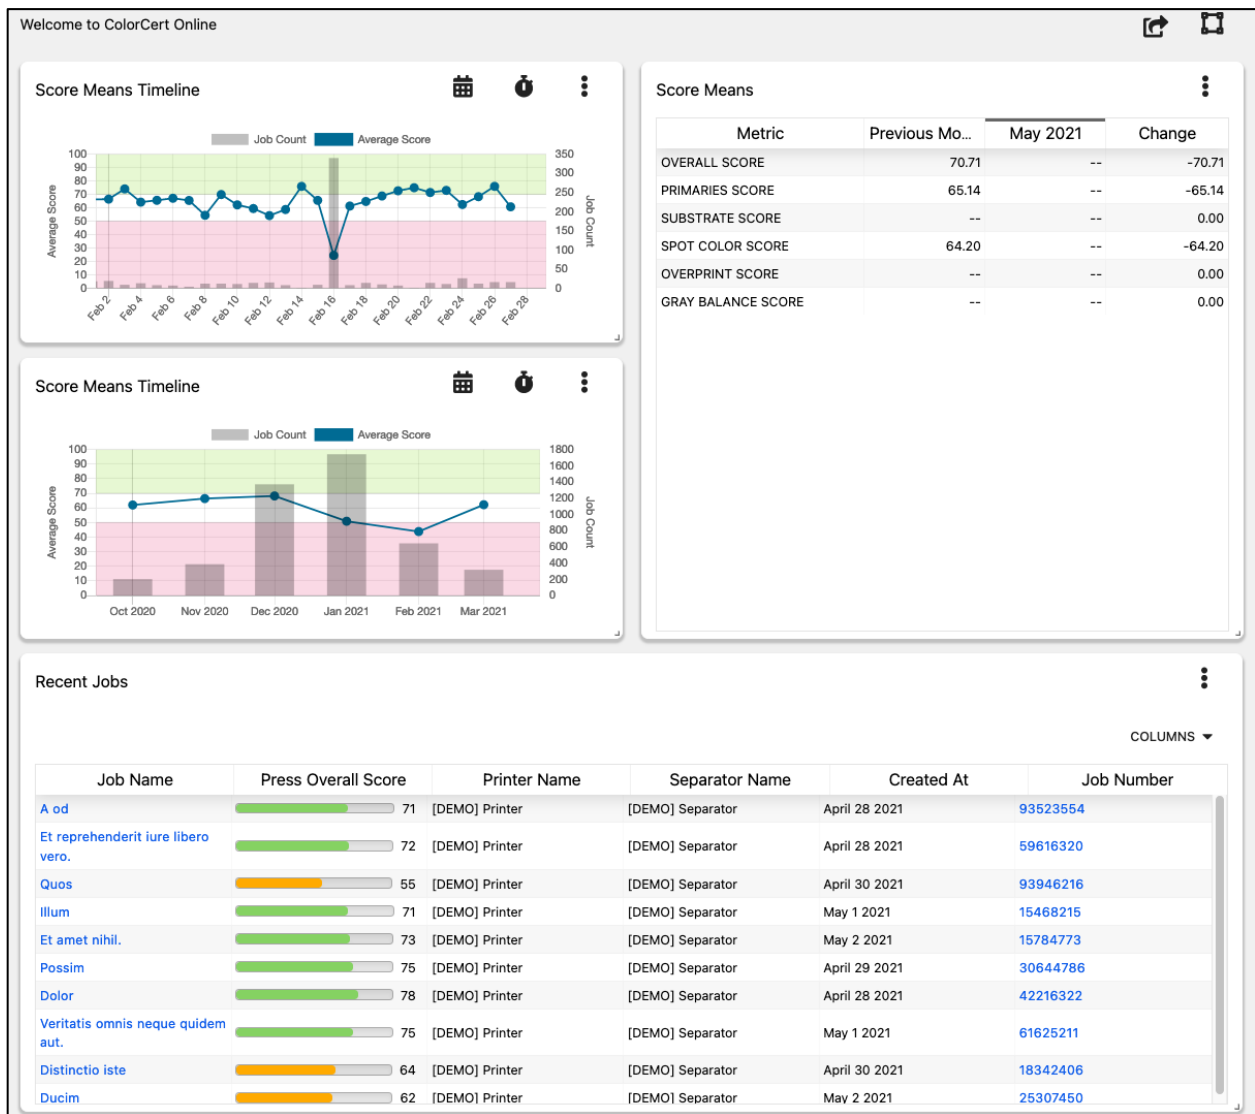 Welcome to ColorCert Online
Score Means Timeline
Job Count Average Score
100
90
80
70
60
50
40
30
20
10
0
Average Score
350
300
250
200
150
100
50
0
Job Count
Feb 2 Feb 4 Feb 6 Feb 8 Feb 10 Feb 12 Feb 14 Feb 16 Feb 18 Feb 20 Feb 22 Feb 24 Feb 26 Feb 28
Score Means
Metric Previous Mo... May 2021 Change
OVERALL SCORE 70.71 -- -70.71
PRIMARIES SCORE 65.14 -- -65.14
SUBSTRATE SCORE -- -- 0.00
SPOT COLOR SCORE 64.20 -- -64.20
OVERPRINT SCORE -- -- 0.00
GRAY BALANCE SCORE -- -- 0.00
Score Means Timeline
Job Count Average Score
100
90
80
70
60
50
40
30
20
10
0
Average Score
1800
1600
1400
1200
1000
800
600
400
200
0
Job Count
Oct 2020 Nov 2020 Dec 2020 Jan 2021 Feb 2021 Mar 2021
Recent Jobs
COLUMNS
Job Name Press Overall Score Printer Name Separator Name Created At Job Number
A od 71 [DEMO] Printer [DEMO] Separator April 28 2021 93523554
Et reprehenderit iure libero
vero. 72 [DEMO] Printer [DEMO] Separator April 28 2021 59616320
Quos 55 [DEMO] Printer [DEMO] Separator April 30 2021 93946216
Illum 71 [DEMO] Printer [DEMO] Separator May 1 2021 15468215
Et amet nihil. 73 [DEMO] Printer [DEMO] Separator May 2 2021 15784773
Possim 75 [DEMO] Printer [DEMO] Separator April 29 2021 30644786
Dolor 78 [DEMO] Printer [DEMO] Separator April 28 2021 42216322
Veritatis omnis neque quidem
aut. 75 [DEMO] Printer [DEMO] Separator May 1 2021 61625211
Distinctio iste 64 [DEMO] Printer [DEMO] Separator April 30 2021 18342406
Ducim 62 [DEMO] Printer [DEMO] Separator May 2 2021 25307450